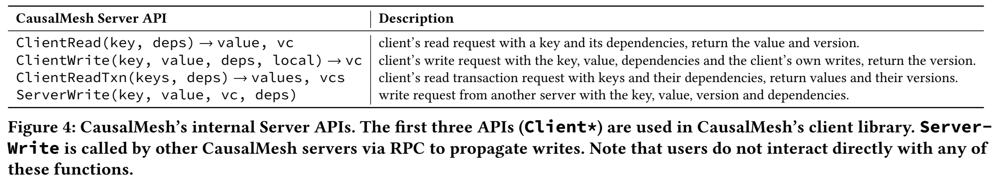 CausalMesh Server API | Description
ClientRead(key, deps) → value, vc | client's read request with a key and its dependencies, return the value and version.
ClientWrite(key, value, deps, local) → vc | client's write request with the key, value, dependencies and the client's own writes, return the version.
ClientReadTxn(keys, deps) → values, vcs | client's read transaction request with keys and their dependencies, return values and their versions.
ServerWrite(key, value, vc, deps) | write request from another server with the key, value, version and dependencies.
Figure 4: CausalMesh's internal Server APIs. The first three APIs (Client*) are used in CausalMesh's client library. Server-
Write is called by other CausalMesh servers via RPC to propagate writes. Note that users do not interact directly with any of
these functions.